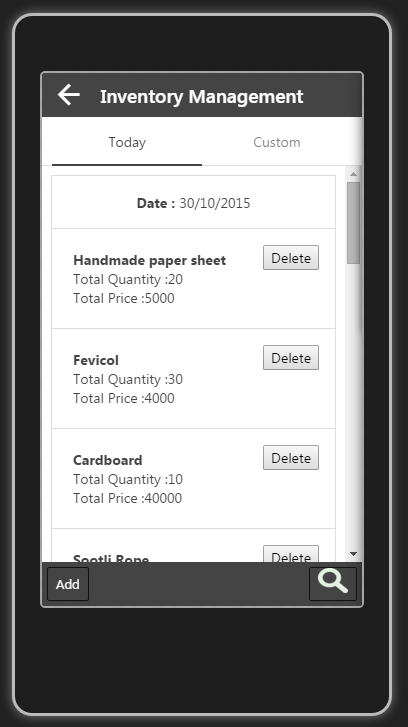 Inventory Management
Today
Custom
Date : 30/10/2015
Handmade paper sheet
Delete
Total Quantity :20
Total Price :5000
Fevicol
Delete
Total Quantity :30
Total Price :4000
Cardboard
Delete
Total Quantity :10
Total Price :40000
Sootli Rope
Delete
Add